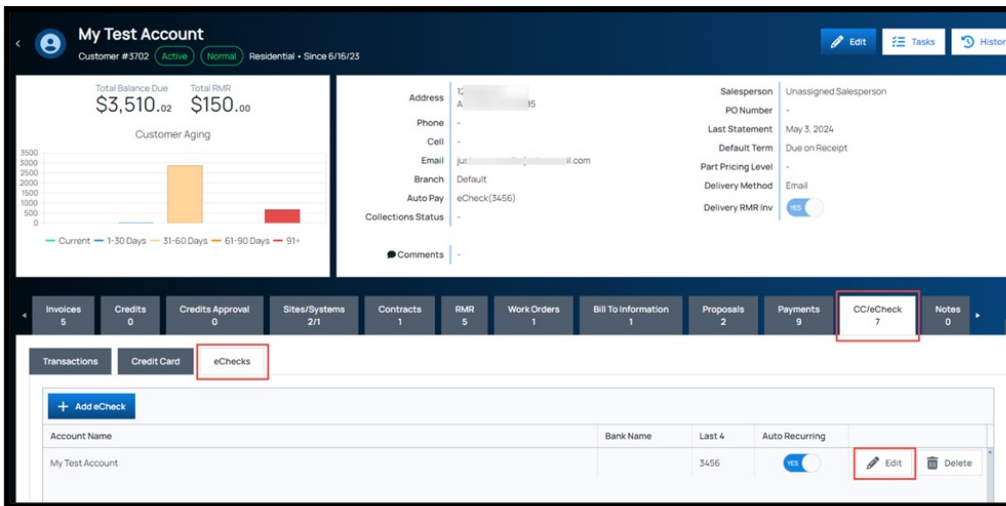 My Test Account
Customer #3702 Active Normal Residential • Since 6/16/23
Edit
Tasks
Histor
Total Balance Due
$3,510.02
Total RMR
$150.00
Customer Aging
3500
3000
2500
2000
1500
1000
500
0
Current 1-30 Days 31-60 Days 61-90 Days 91+
Address
Phone -
Cell -
Email .com
Branch Default
Auto Pay eCheck(3456)
Collections Status -
Comments -
Salesperson Unassigned Salesperson
PO Number -
Last Statement May 3, 2024
Default Term Due on Receipt
Part Pricing Level -
Delivery Method Email
Delivery RMR Inv YES
Invoices
5
Credits
0
Credits Approval
0
Sites/Systems
2/1
Contracts
1
RMR
5
Work Orders
1
Bill To Information
1
Proposals
2
Payments
9
CC/eCheck
7
Notes
0
Transactions
Credit Card
eChecks
+ Add eCheck
Account Name Bank Name Last 4 Auto Recurring
My Test Account 3456 YES Edit Delete